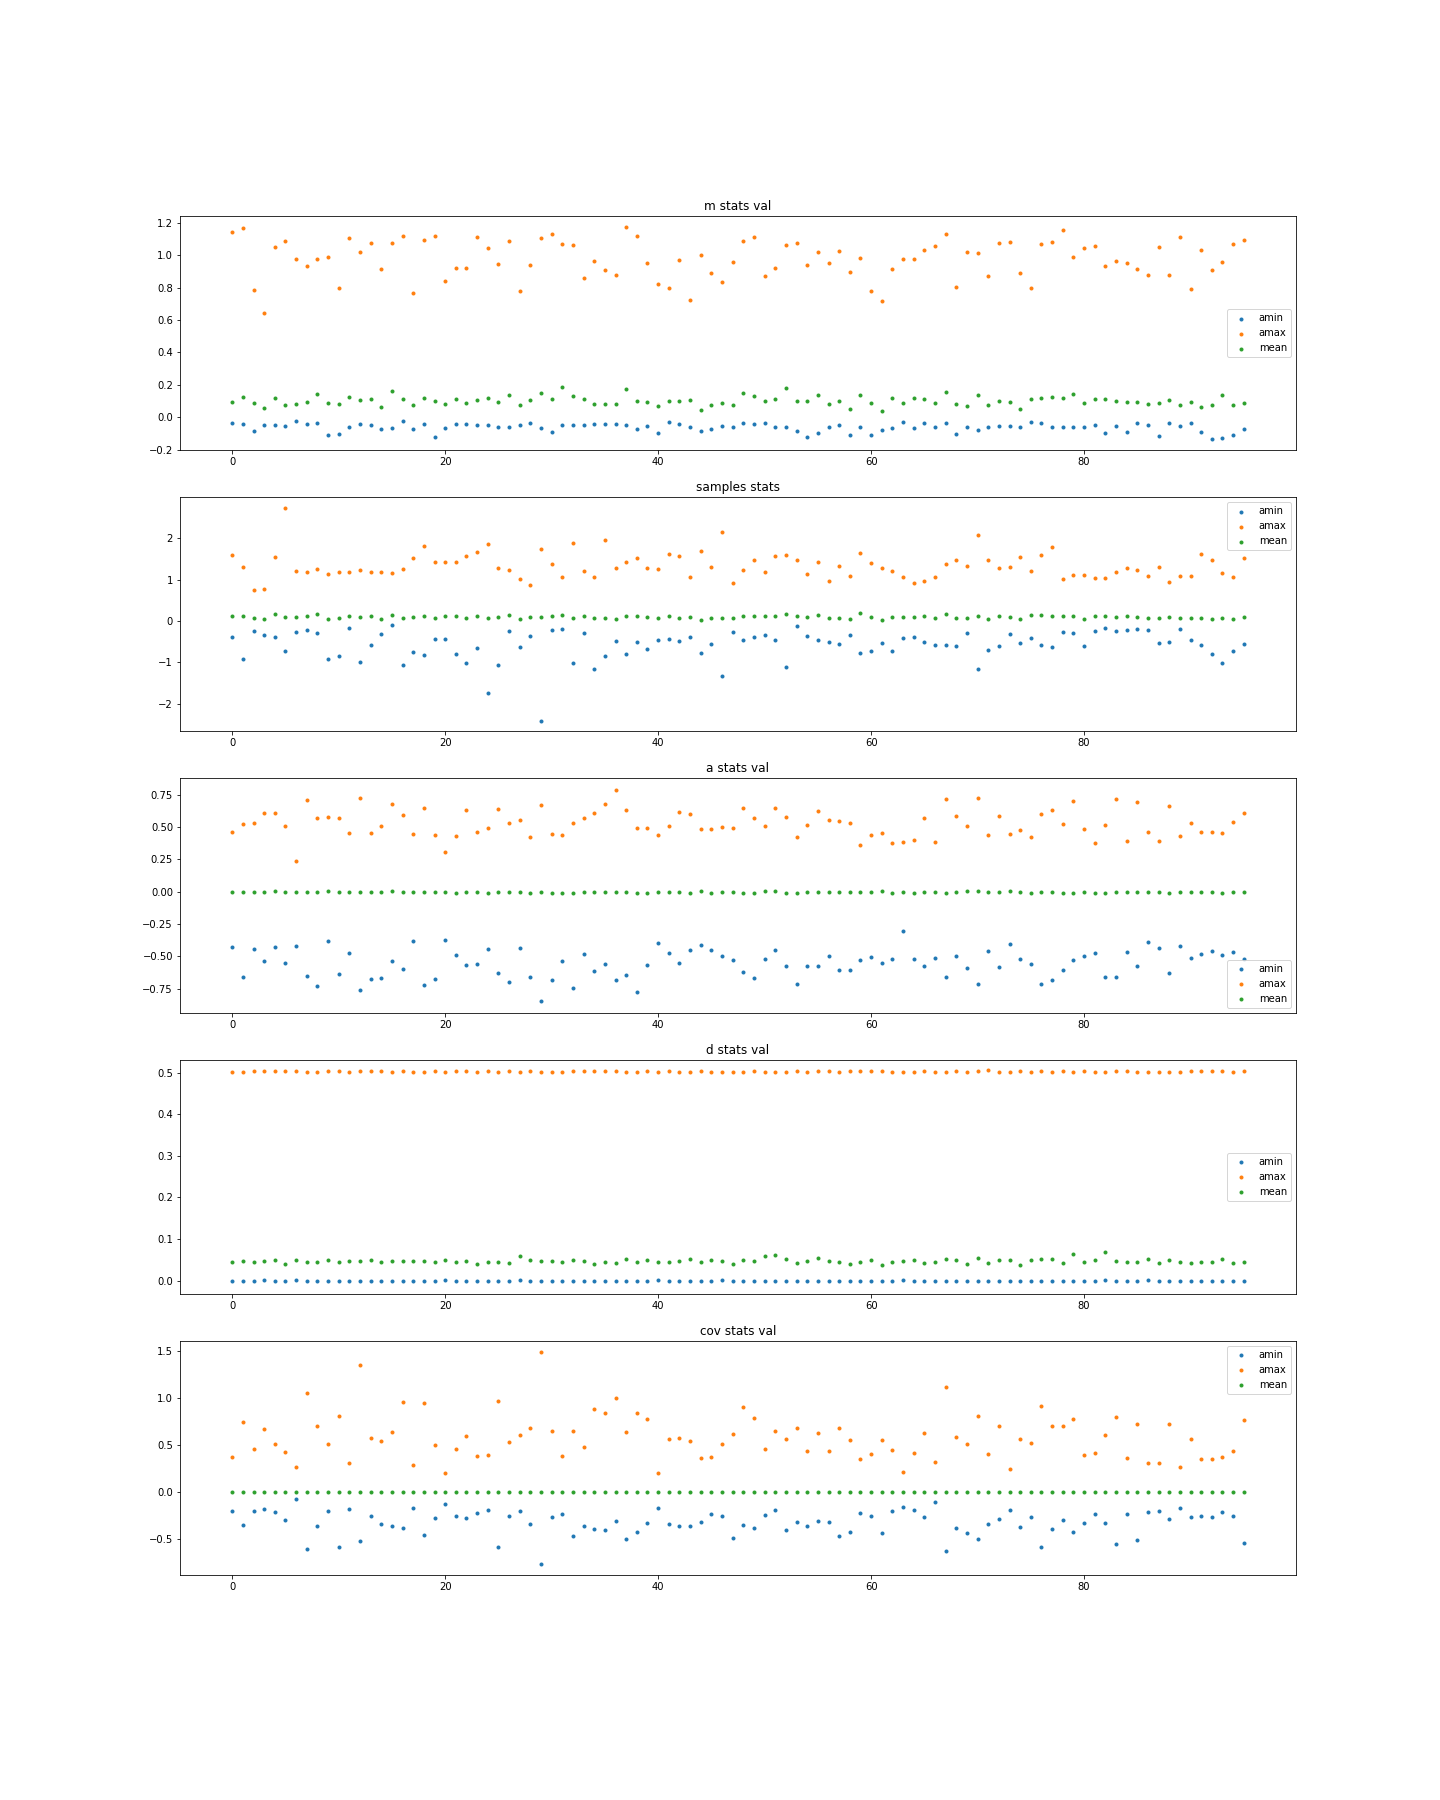 m stats val
1.2
1.0
0.8
0.6
0.4
0.2
0.0
−0.2
amin
amax
mean
0 20 40 60 80
samples stats
2
1
0
−1
−2
amin
amax
mean
0 20 40 60 80
a stats val
0.75
0.50
0.25
0.00
−0.25
−0.50
−0.75
amin
amax
mean
0 20 40 60 80
d stats val
0.5
0.4
0.3
0.2
0.1
0.0
amin
amax
mean
0 20 40 60 80
cov stats val
1.5
1.0
0.5
0.0
−0.5
amin
amax
mean
0 20 40 60 80